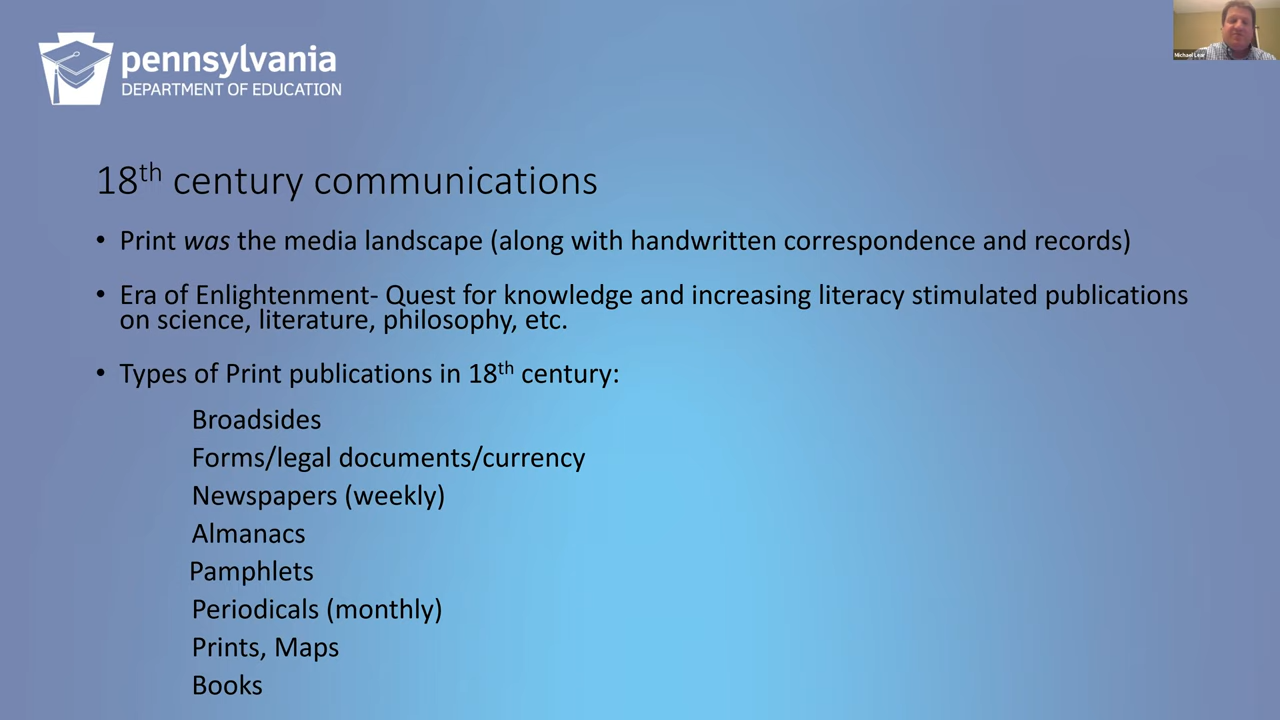 Michael Lear
pennsylvania
DEPARTMENT OF EDUCATION
18th century communications
• Print was the media landscape (along with handwritten correspondence and records)
• Era of Enlightenment- Quest for knowledge and increasing literacy stimulated publications
on science, literature, philosophy, etc.
• Types of Print publications in 18th century:
Broadsides
Forms/legal documents/currency
Newspapers (weekly)
Almanacs
Pamphlets
Periodicals (monthly)
Prints, Maps
Books